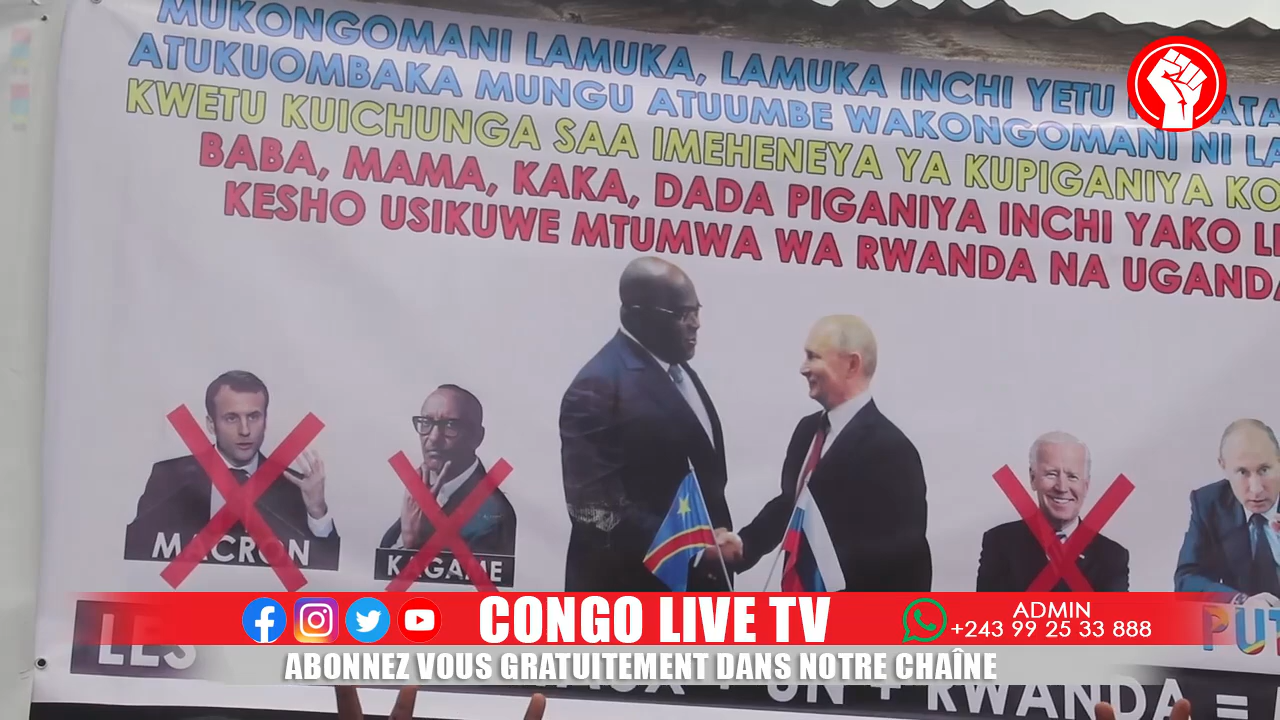 MUKONGOMANI LAMUKA, LAMUKA INCHI YETU
ATUKUOMBAKA MUNGU ATUUMBE WAKONGOMANI NI
KWETU KUICHUNGA SAA IMEHENEYA YA KUPIGANIYA
BABA, MAMA, KAKA, DADA PIGANIYA INCHI YAKO
KESHO USIKUWE MTUMWA WA RWANDA NA UGANDA
MACRON
KAGAME
CONGO LIVE TV
ADMIN
+243 99 25 33 888
LES
ABONNEZ VOUS GRATUITEMENT DANS NOTRE CHAÎNE
+ UN + RWANDA =